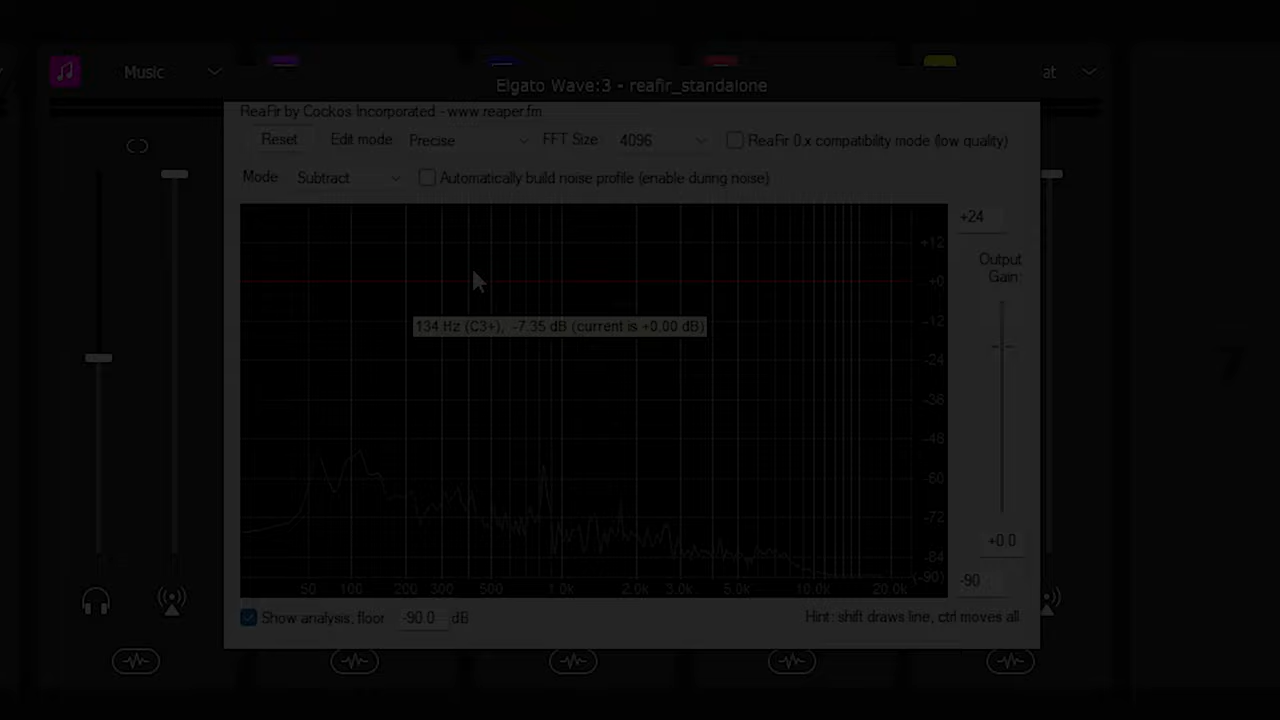 Music
at
Elgato Wave:3 - reafir_standalone
ReaFir by Cockos Incorporated - www.reaper.fm
Reset Edit mode Precise FFT Size 4096 ReaFir 0.x compatibility mode (low quality)
Mode Subtract Automatically build noise profile (enable during noise)
+24
+12
Output
Gain:
+0
134 Hz (C3+), -7.35 dB (current is +0.00 dB)
-12
-24
-36
-48
-60
-72
+0.0
-84
(-90)
-90
50 100 200 300 500 1.0k 2.0k 3.0k 5.0k 10.0k 20.0k
Show analysis, floor -90.0 dB Hint: shift draws line, ctrl moves all
7